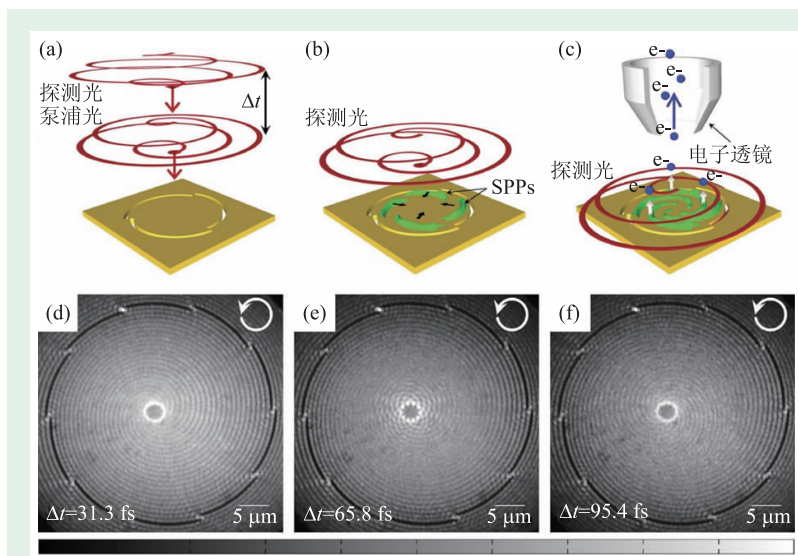 (a)
探测光
泵浦光
Δt
(b)
探测光
SPPs
(c)
e-
e-
e-
e-
电子透镜
探测光
e-
e-
e-
(d)
Δt=31.3 fs
5 μm
(e)
Δt=65.8 fs
5 μm
(f)
Δt=95.4 fs
5 μm